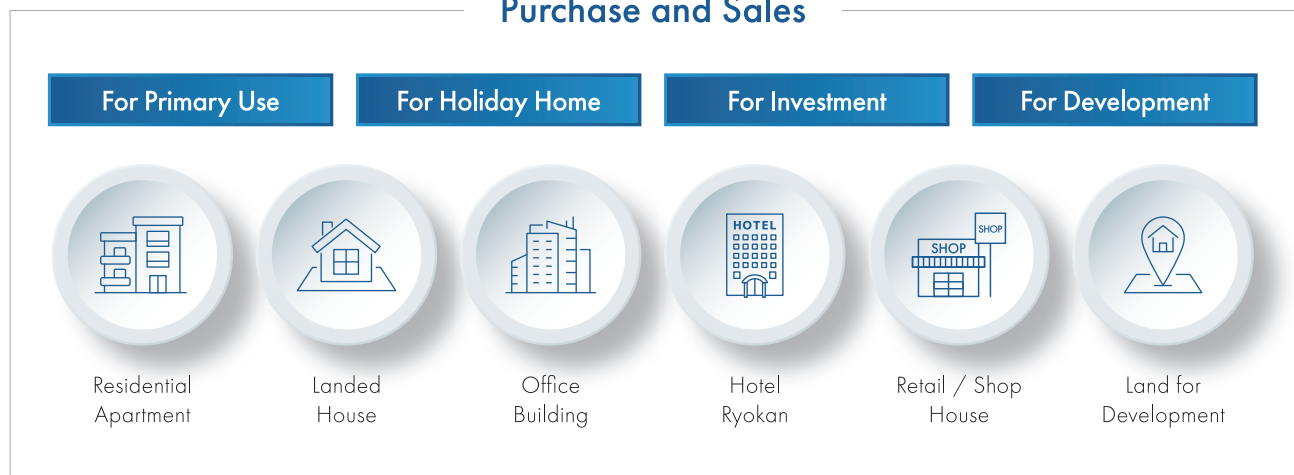 Purchase and Sales
For Primary Use
For Holiday Home
For Investment
For Development
HOTEL
SHOP
SHOP
Residential
Apartment
Landed
House
Office
Building
Hotel
Ryokan
Retail / Shop
House
Land for
Development